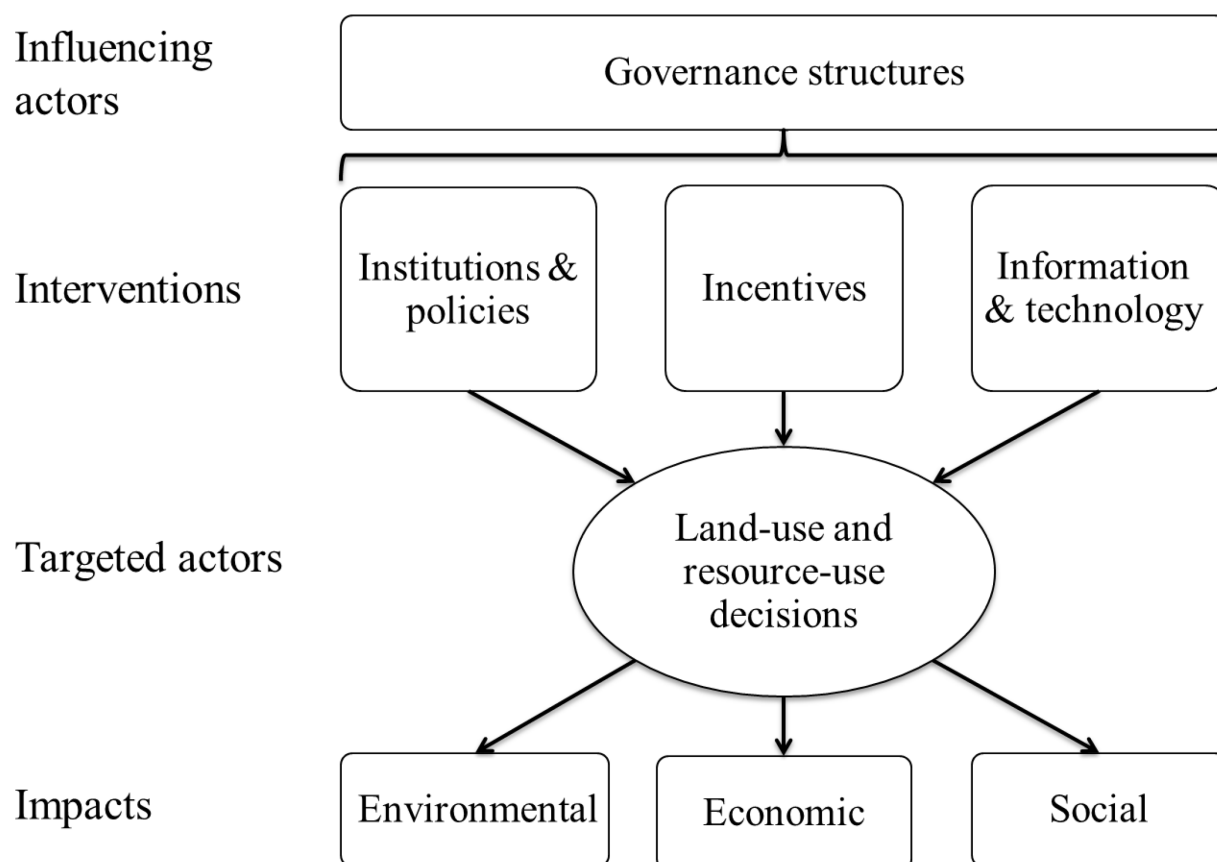 Influencing
actors
Governance structures
Interventions
Institutions &
policies
Incentives
Information
& technology
Targeted actors
Land-use and
resource-use
decisions
Impacts
Environmental
Economic
Social